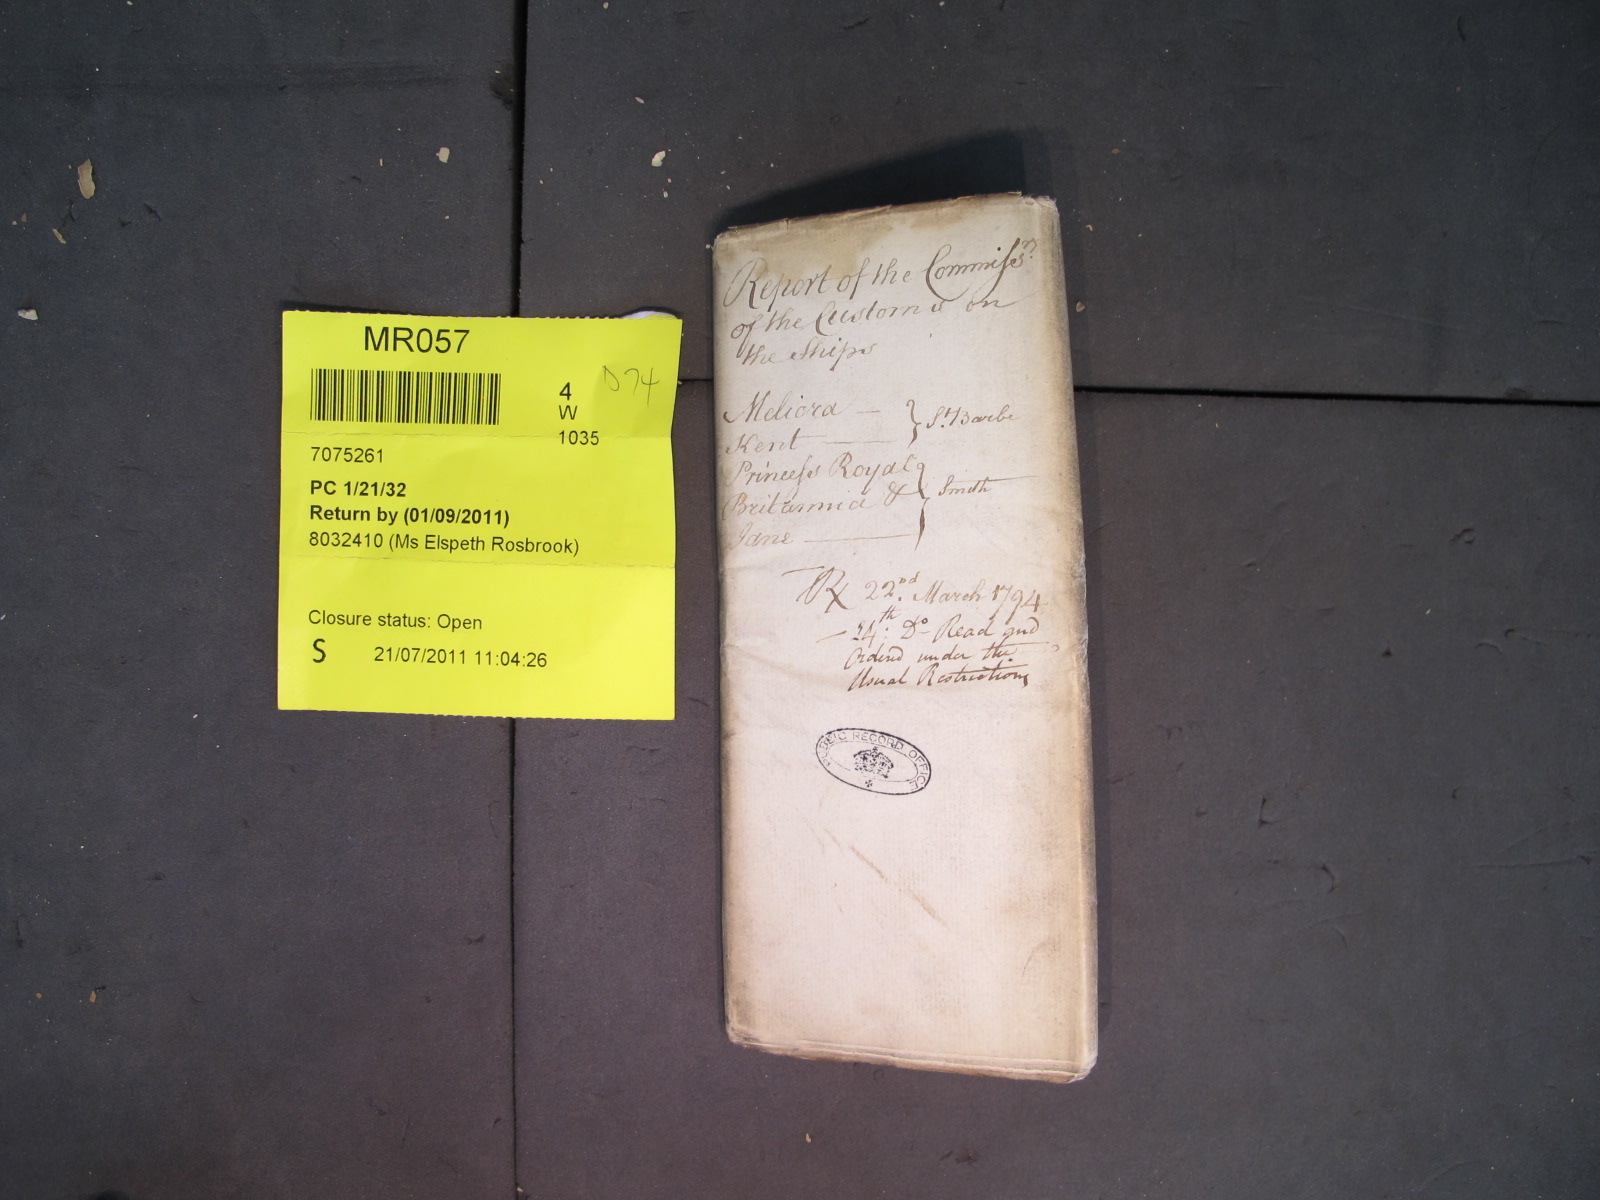 MR057
D74
4
W
1035
7075261
PC 1/21/32
Return by (01/09/2011)
8032410 (Ms Elspeth Rosbrook)
Closure status: Open
S 21/07/2011 11:04:26
Report of the Commissrs
of the Customs on
the Ships
Meliora —
Kent — } St. Barbe
Princess Royal
Britannia & } Smith
Jane —
Rx 22nd. March 1794
— 24th: Do Read and
Ordered under the
Usual Restrictions
PUBLIC RECORD OFFICE